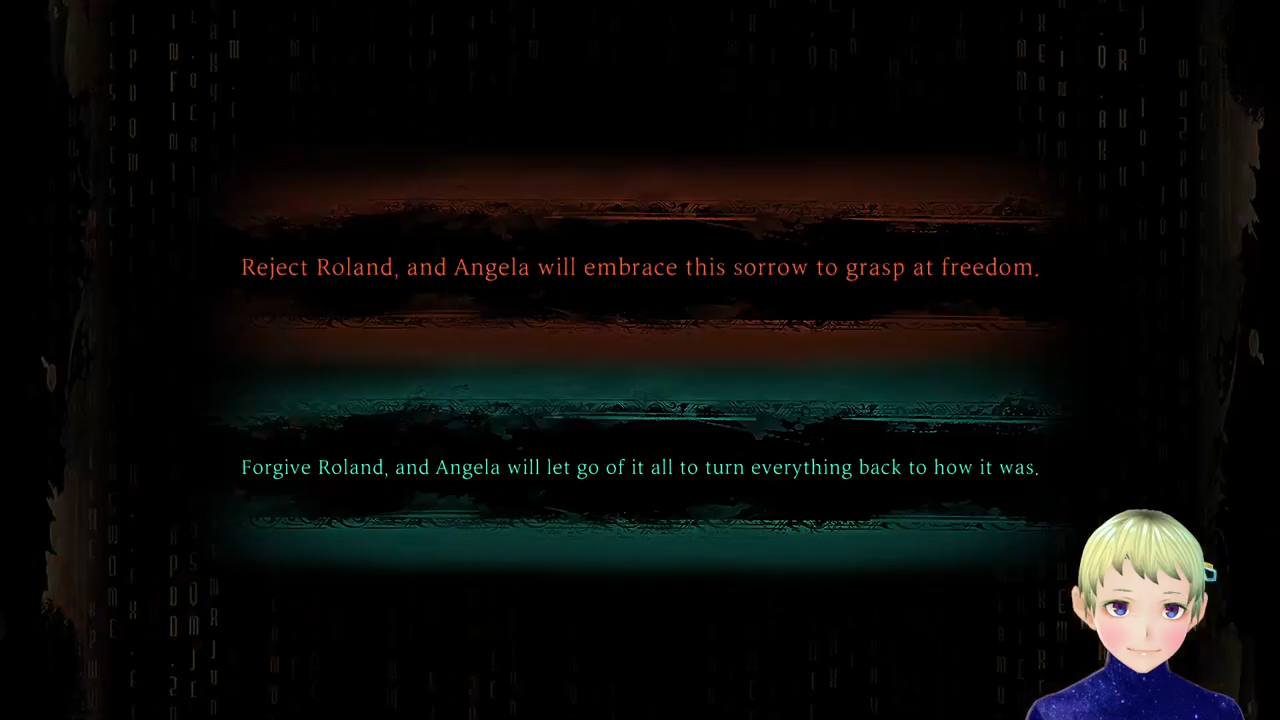 Reject Roland, and Angela will embrace this sorrow to grasp at freedom.
Forgive Roland, and Angela will let go of it all to turn everything back to how it was.